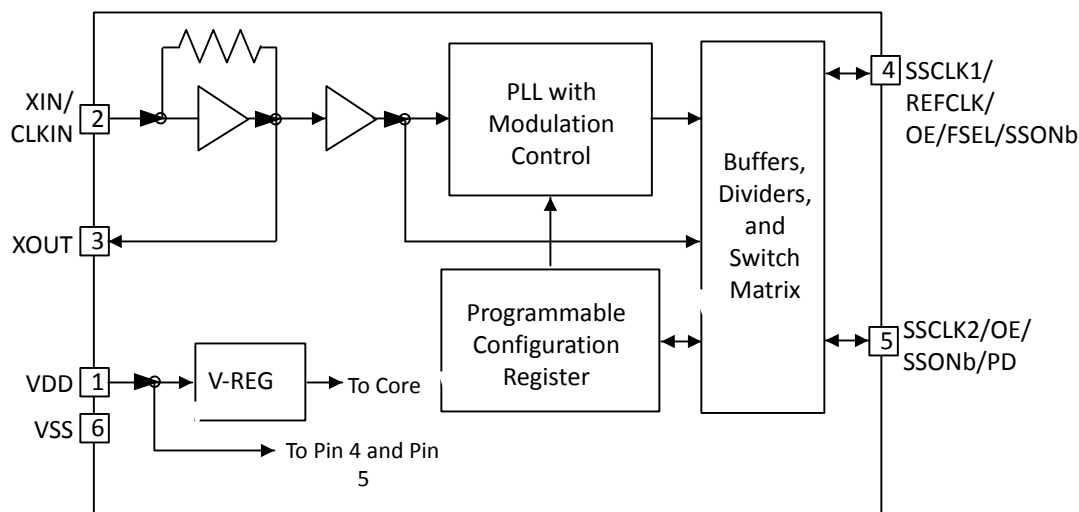 XIN/
CLKIN
2
XOUT
3
VDD
1
VSS
6
PLL with
Modulation
Control
Programmable
Configuration
Register
V-REG
To Core
To Pin 4 and Pin
5
Buffers,
Dividers,
and
Switch
Matrix
4
SSCLK1/
REFCLK/
OE/FSEL/SSONb
5
SSCLK2/OE/
SSONb/PD